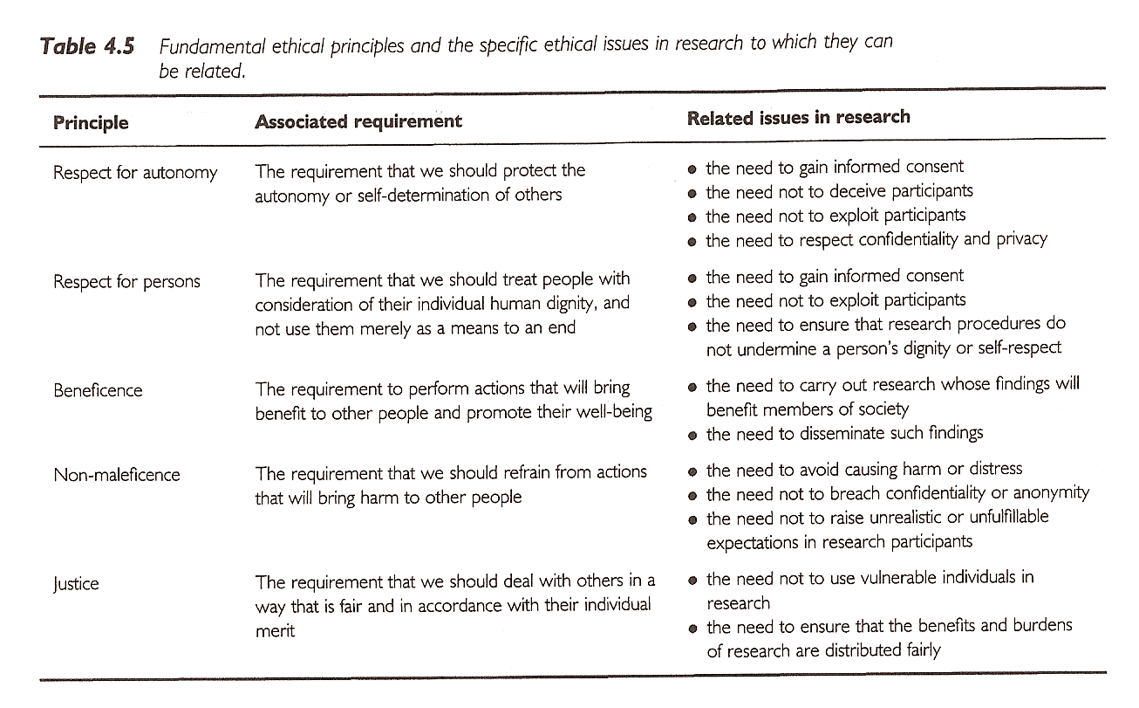 Table 4.5 Fundamental ethical principles and the specific ethical issues in research to which they can
be related.
Principle Associated requirement Related issues in research
Respect for autonomy The requirement that we should protect the
autonomy or self-determination of others
• the need to gain informed consent
• the need not to deceive participants
• the need not to exploit participants
• the need to respect confidentiality and privacy
Respect for persons The requirement that we should treat people with
consideration of their individual human dignity, and
not use them merely as a means to an end
• the need to gain informed consent
• the need not to exploit participants
• the need to ensure that research procedures do
not undermine a person's dignity or self-respect
Beneficence The requirement to perform actions that will bring
benefit to other people and promote their well-being
• the need to carry out research whose findings will
benefit members of society
• the need to disseminate such findings
Non-maleficence The requirement that we should refrain from actions
that will bring harm to other people
• the need to avoid causing harm or distress
• the need not to breach confidentiality or anonymity
• the need not to raise unrealistic or unfulfillable
expectations in research participants
Justice The requirement that we should deal with others in a
way that is fair and in accordance with their individual
merit
• the need not to use vulnerable individuals in
research
• the need to ensure that the benefits and burdens
of research are distributed fairly